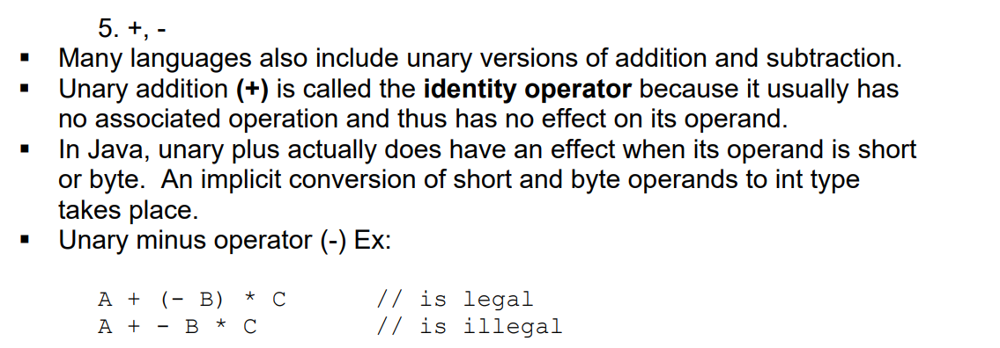 5. +, -
▪ Many languages also include unary versions of addition and subtraction.
▪ Unary addition (+) is called the identity operator because it usually has
no associated operation and thus has no effect on its operand.
▪ In Java, unary plus actually does have an effect when its operand is short
or byte.  An implicit conversion of short and byte operands to int type
takes place.
▪ Unary minus operator (-) Ex:
A + (- B) * C // is legal
A + - B * C // is illegal